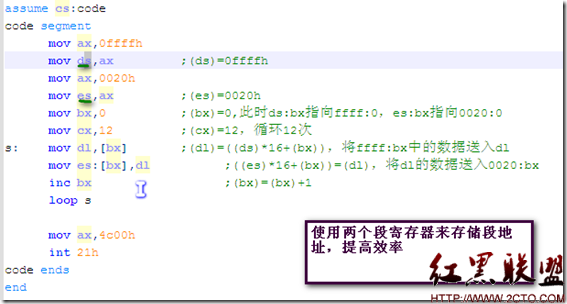 assume cs:code
code segment
mov ax,0ffffh
mov ds,ax ;(ds)=0ffffh
mov ax,0020h
mov es,ax ;(es)=0020h
mov bx,0 ;(bx)=0,此时ds:bx指向ffff:0, es:bx指向0020:0
mov cx,12 ;(cx)=12, 循环12次
s: mov dl,[bx] ;(dl)=((ds)*16+(bx)), 将ffff:bx中的数据送入dl
mov es:[bx],dl ;((es)*16+(bx))=(dl), 将dl的数据送入0020:bx
inc bx ;(bx)=(bx)+1
loop s
mov ax,4c00h
int 21h
code ends
end
使用两个段寄存器来存储段地
址，提高效率
红黑联盟
HTTP://WWW.2CTO.COM